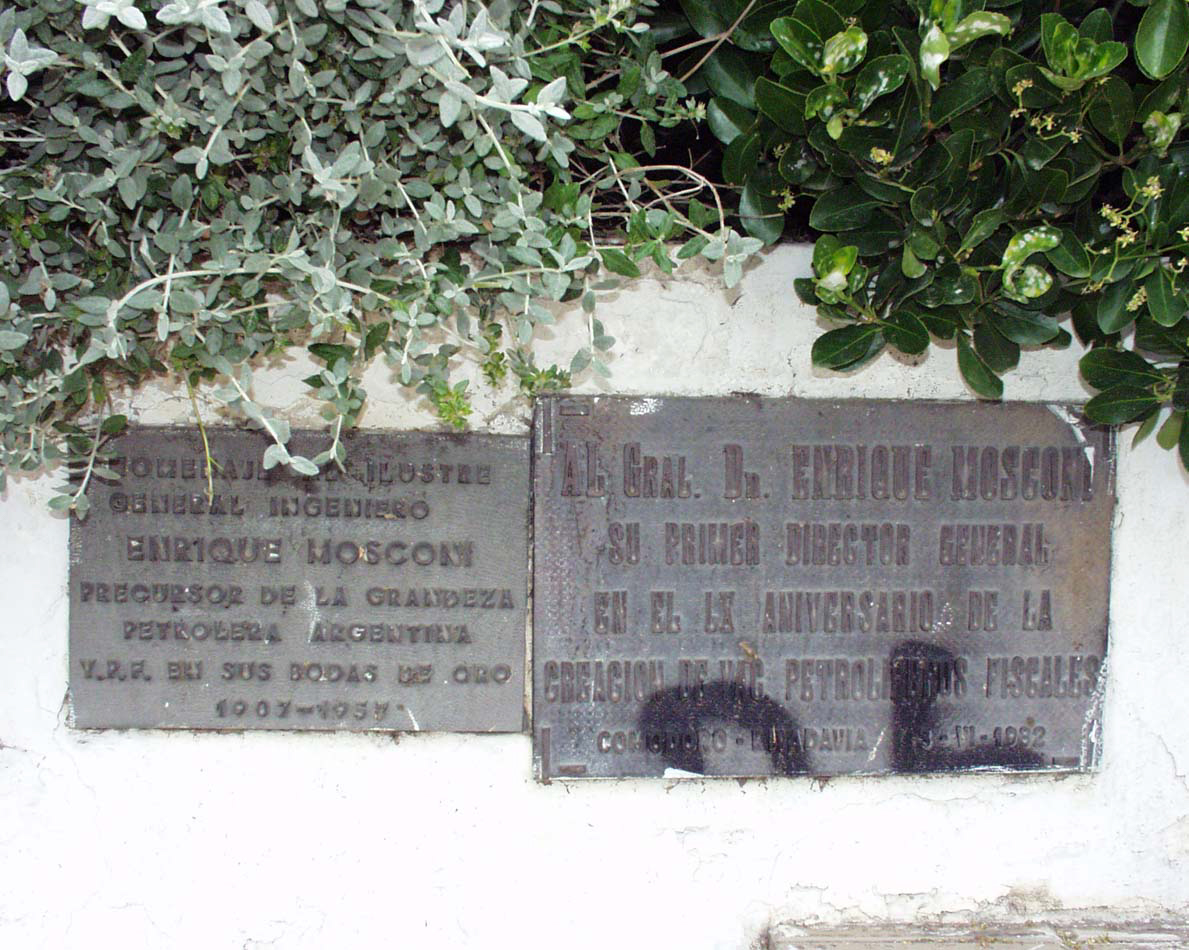 HOMENAJE AL ILUSTRE
GENERAL INGENIERO
ENRIQUE MOSCONI
PRECURSOR DE LA GRANDEZA
PETROLERA ARGENTINA
Y.P.F. EN SUS BODAS DE ORO
1907-1957
AL GRAL. DN. ENRIQUE MOSCONI
SU PRIMER DIRECTOR GENERAL
EN EL LX ANIVERSARIO DE LA
CREACION DE YAC. PETROLIFEROS FISCALES
COMODORO - RIVADAVIA -VI-1982